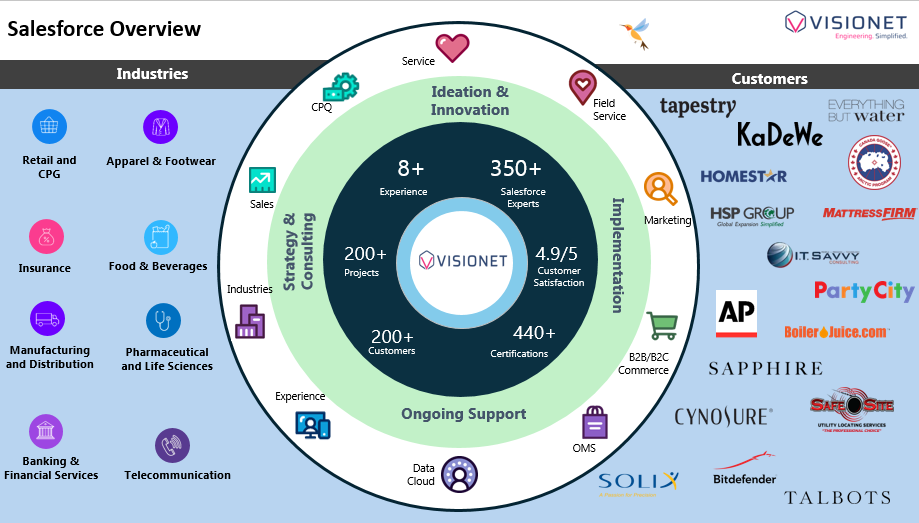 Salesforce Overview
VISIONET
Engineering. Simplified.
Industries
Customers
Retail and
CPG
Apparel & Footwear
Insurance
Food & Beverages
Manufacturing
and Distribution
Pharmaceutical
and Life Sciences
Banking &
Financial Services
Telecommunication
Service
CPQ
Field
Service
Sales
Marketing
Industries
B2B/B2C
Commerce
Experience
OMS
Data
Cloud
Ideation &
Innovation
Strategy &
Consulting
Implementation
Ongoing Support
8+
Experience
350+
Salesforce
Experts
200+
Projects
4.9/5
Customer
Satisfaction
200+
Customers
440+
Certifications
VISIONET
tapestry
EVERYTHING
BUT water
KaDeWe
CANADA GOOSE
ARCTIC PROGRAM
HOMESTAR
HSP GROUP
Global Expansion Simplified
MATTRESSFIRM
I.T. SAVVY
CONSULTING
PartyCity
AP
BoilerJuice.com
SAPPHIRE
CYNOSURE
SAFE SITE
UTILITY LOCATING SERVICES
"THE PROFESSIONAL CHOICE"
SOLIX
Bitdefender
TALBOTS